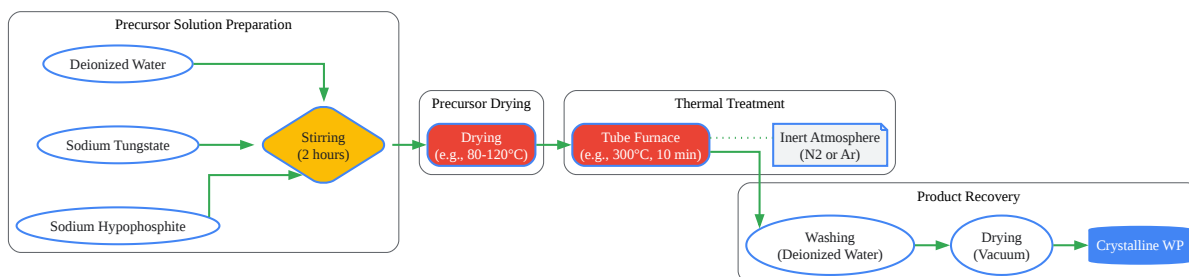 Precursor Solution Preparation
Deionized Water
Sodium Tungstate
Sodium Hypophosphite
Stirring
(2 hours)
Precursor Drying
Drying
(e.g., 80-120°C)
Thermal Treatment
Tube Furnace
(e.g., 300°C, 10 min)
Inert Atmosphere
(N2 or Ar)
Product Recovery
Washing
(Deionized Water)
Drying
(Vacuum)
Crystalline WP